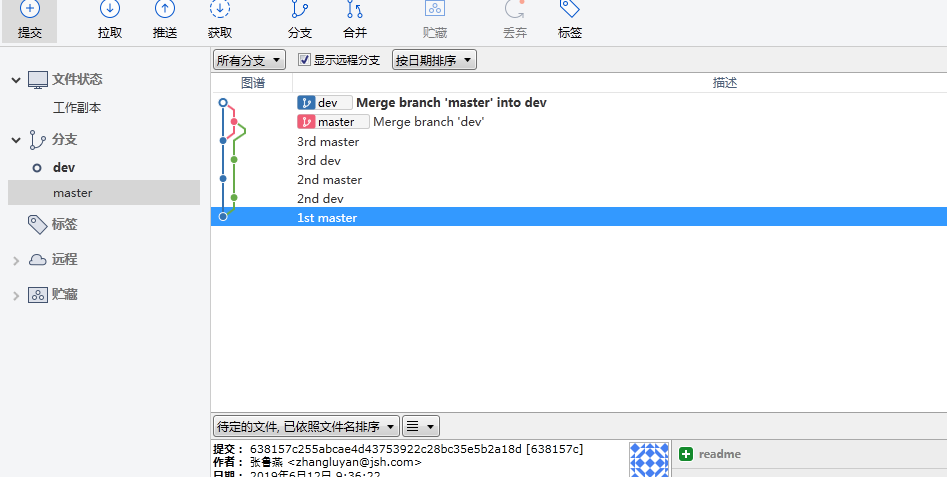 提交 拉取 推送 获取 分支 合并 贮藏 丢弃 标签
所有分支 显示远程分支 按日期排序
图谱 描述
文件状态
工作副本
分支
dev
master
标签
远程
贮藏
dev Merge branch 'master' into dev
master Merge branch 'dev'
3rd master
3rd dev
2nd master
2nd dev
1st master
待定的文件, 已依照文件名排序
提交： 638157c255abcae4d43753922c28bc35e5b2a18d [638157c]
作者： 张鲁燕 <zhangluyan@jsh.com>
日期： 2019年6月12日 9:36:22
readme